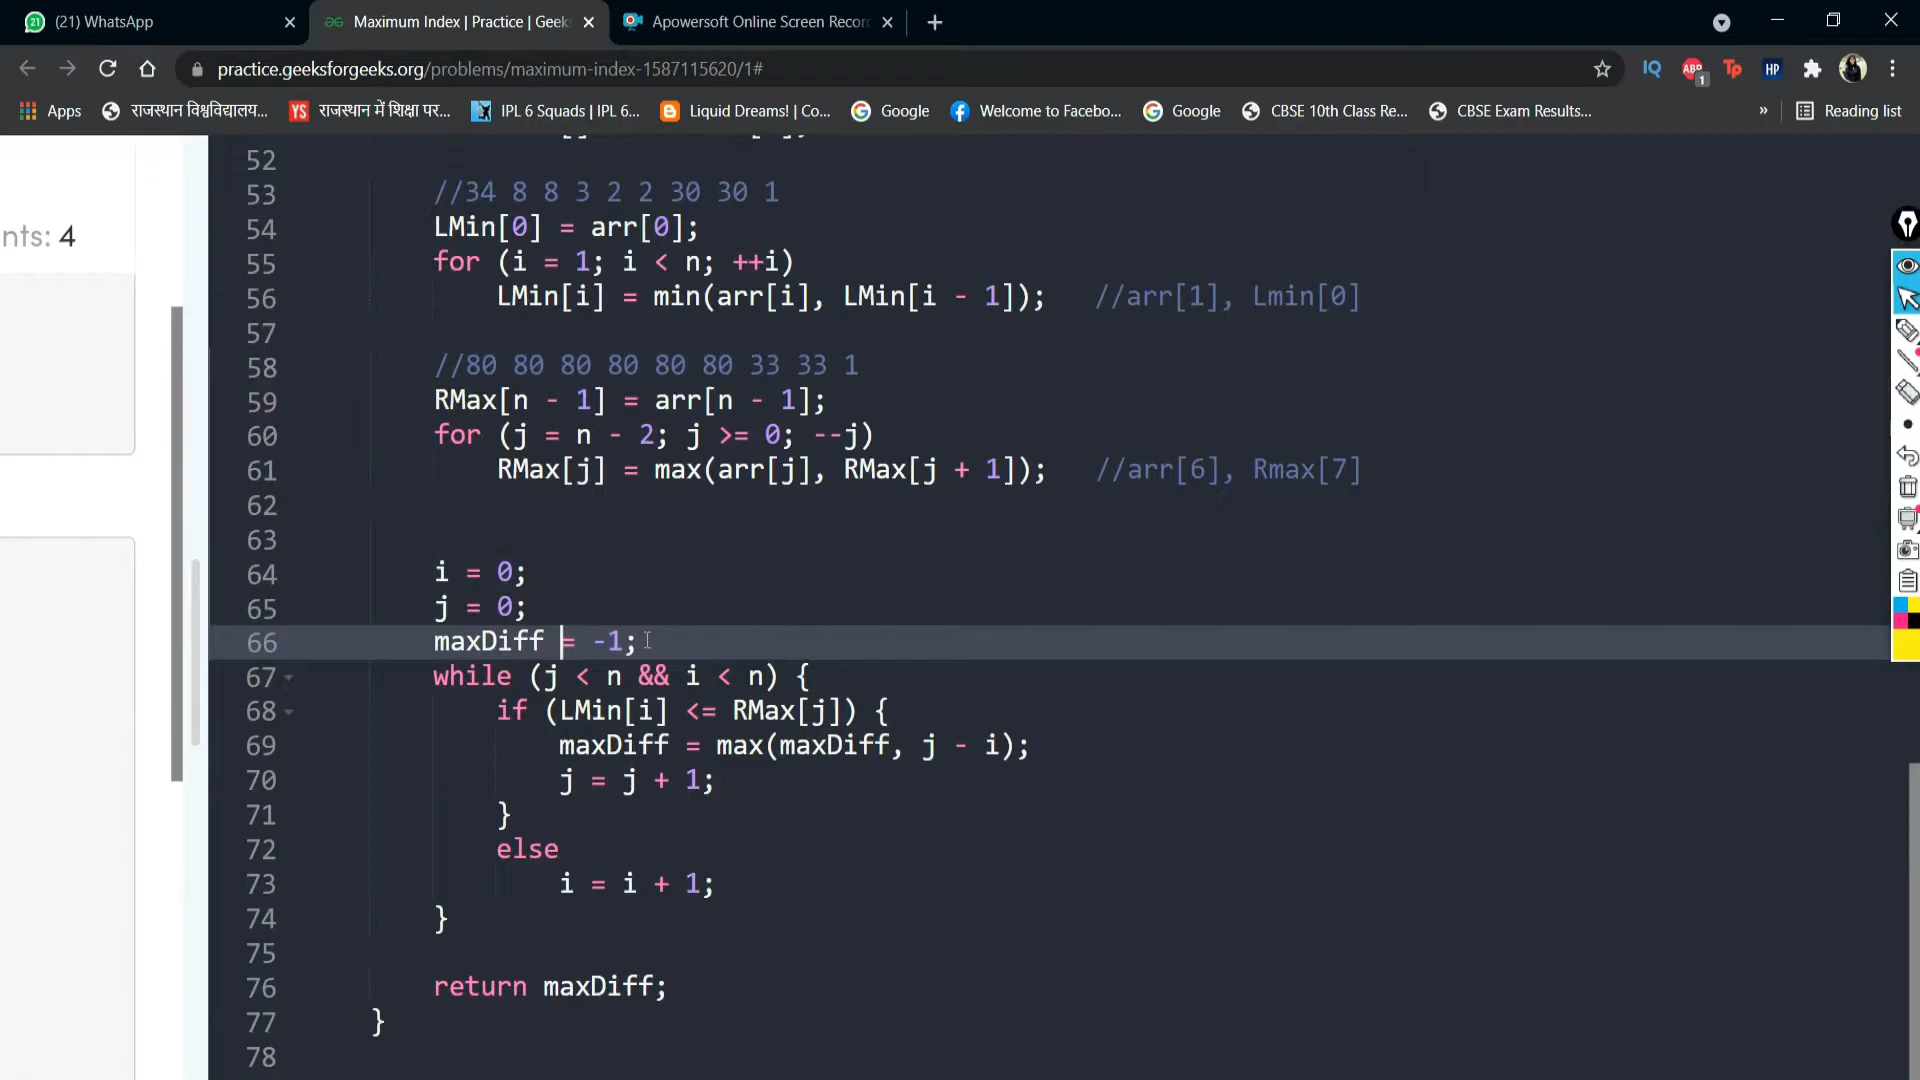 (21) WhatsApp
Maximum Index | Practice | Geeks
Apowersoft Online Screen Recor
practice.geeksforgeeks.org/problems/maximum-index-1587115620/1#
Apps
राजस्थान विश्वविद्यालय...
राजस्थान में शिक्षा पर...
IPL 6 Squads | IPL 6...
Liquid Dreams! | Co...
Google
Welcome to Facebo...
Google
CBSE 10th Class Re...
CBSE Exam Results...
»
Reading list
nts: 4
52
53 //34 8 8 3 2 2 30 30 1
54 LMin[0] = arr[0];
55 for (i = 1; i < n; ++i)
56 LMin[i] = min(arr[i], LMin[i - 1]); //arr[1], Lmin[0]
57
58 //80 80 80 80 80 80 33 33 1
59 RMax[n - 1] = arr[n - 1];
60 for (j = n - 2; j >= 0; --j)
61 RMax[j] = max(arr[j], RMax[j + 1]); //arr[6], Rmax[7]
62
63
64 i = 0;
65 j = 0;
66 maxDiff = -1;
67 while (j < n && i < n) {
68 if (LMin[i] <= RMax[j]) {
69 maxDiff = max(maxDiff, j - i);
70 j = j + 1;
71 }
72 else
73 i = i + 1;
74 }
75
76 return maxDiff;
77 }
78